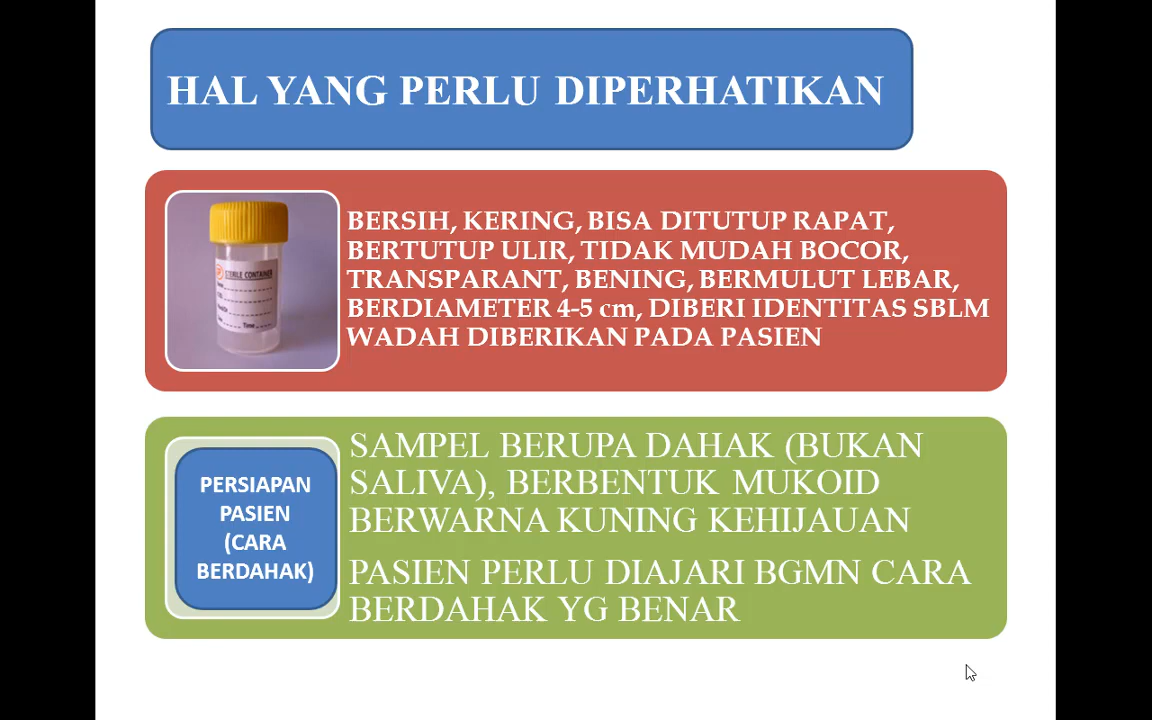 HAL YANG PERLU DIPERHATIKAN
STERILE CONTAINER
Time
BERSIH, KERING, BISA DITUTUP RAPAT,
BERTUTUP ULIR, TIDAK MUDAH BOCOR,
TRANSPARANT, BENING, BERMULUT LEBAR,
BERDIAMETER 4-5 cm, DIBERI IDENTITAS SBLM
WADAH DIBERIKAN PADA PASIEN
PERSIAPAN
PASIEN
(CARA
BERDAHAK)
SAMPEL BERUPA DAHAK (BUKAN
SALIVA), BERBENTUK MUKOID
BERWARNA KUNING KEHIJAUAN
PASIEN PERLU DIAJARI BGMN CARA
BERDAHAK YG BENAR